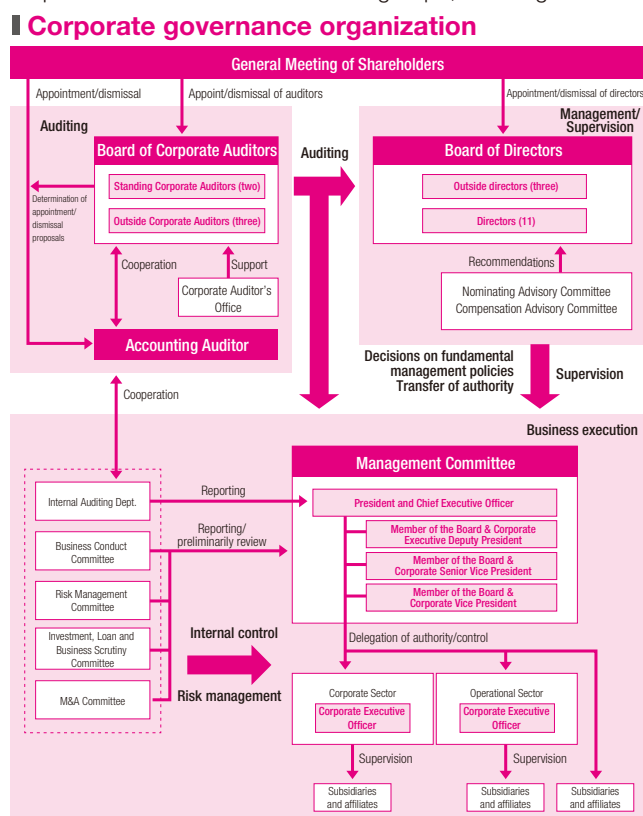 Corporate governance organization
General Meeting of Shareholders
Appointment/dismissal
Appoint/dismissal of auditors
Appointment/dismissal of directors
Auditing
Management/
Supervision
Board of Corporate Auditors
Standing Corporate Auditors (two)
Outside Corporate Auditors (three)
Auditing
Board of Directors
Outside directors (three)
Directors (11)
Determination of
appointment/
dismissal
proposals
Cooperation
Support
Corporate Auditor's
Office
Accounting Auditor
Recommendations
Nominating Advisory Committee
Compensation Advisory Committee
Decisions on fundamental
management policies
Transfer of authority
Supervision
Cooperation
Business execution
Internal Auditing Dept.
Reporting
Business Conduct
Committee
Reporting/
preliminarily review
Risk Management
Committee
Investment, Loan and
Business Scrutiny
Committee
M&A Committee
Internal control
Risk management
Management Committee
President and Chief Executive Officer
Member of the Board & Corporate
Executive Deputy President
Member of the Board &
Corporate Senior Vice President
Member of the Board &
Corporate Vice President
Delegation of authority/control
Corporate Sector
Corporate Executive
Officer
Operational Sector
Corporate Executive
Officer
Supervision
Supervision
Subsidiaries
and affiliates
Subsidiaries
and affiliates
Subsidiaries
and affiliates